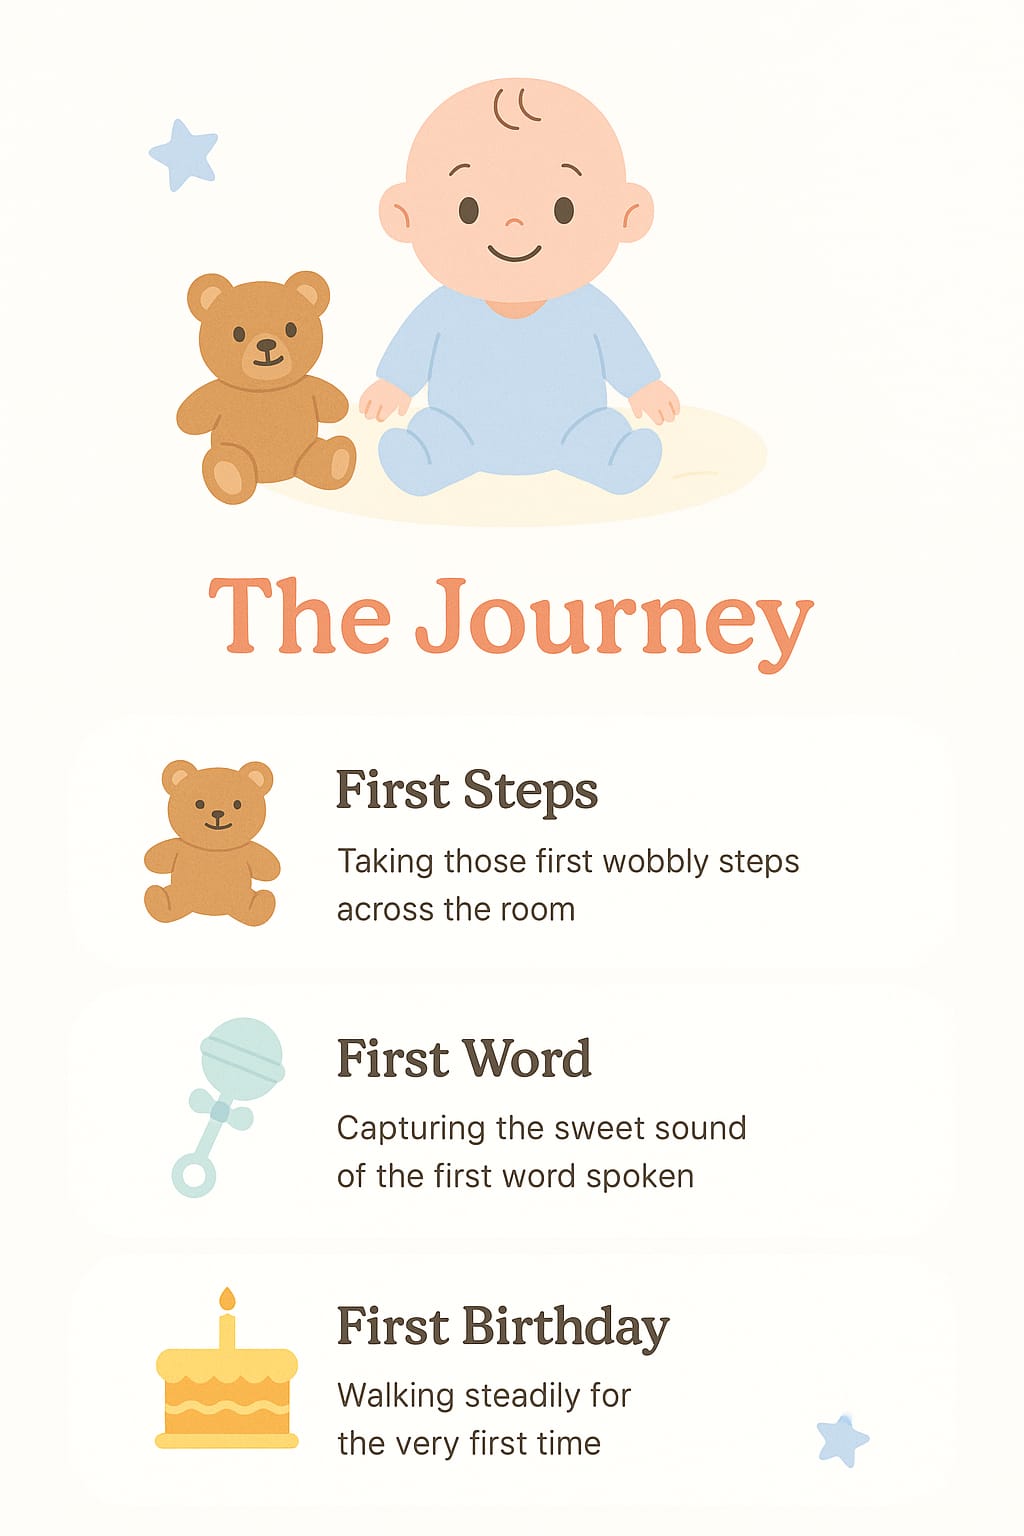 The Journey
First Steps
Taking those first wobbly steps
across the room
First Word
Capturing the sweet sound
of the first word spoken
First Birthday
Walking steadily for
the very first time